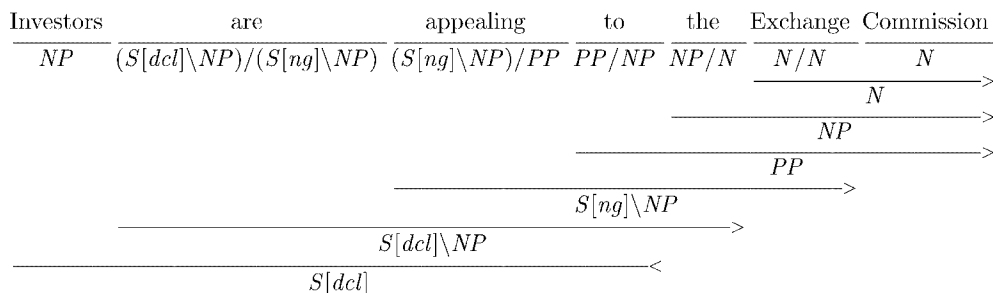 Investors are appealing to the Exchange Commission
NP (S[dcl]\NP)/(S[ng]\NP) (S[ng]\NP)/PP PP/NP NP/N N/N N
>
N
>
NP
>
PP
>
S[ng]\NP
>
S[dcl]\NP
<
S[dcl]